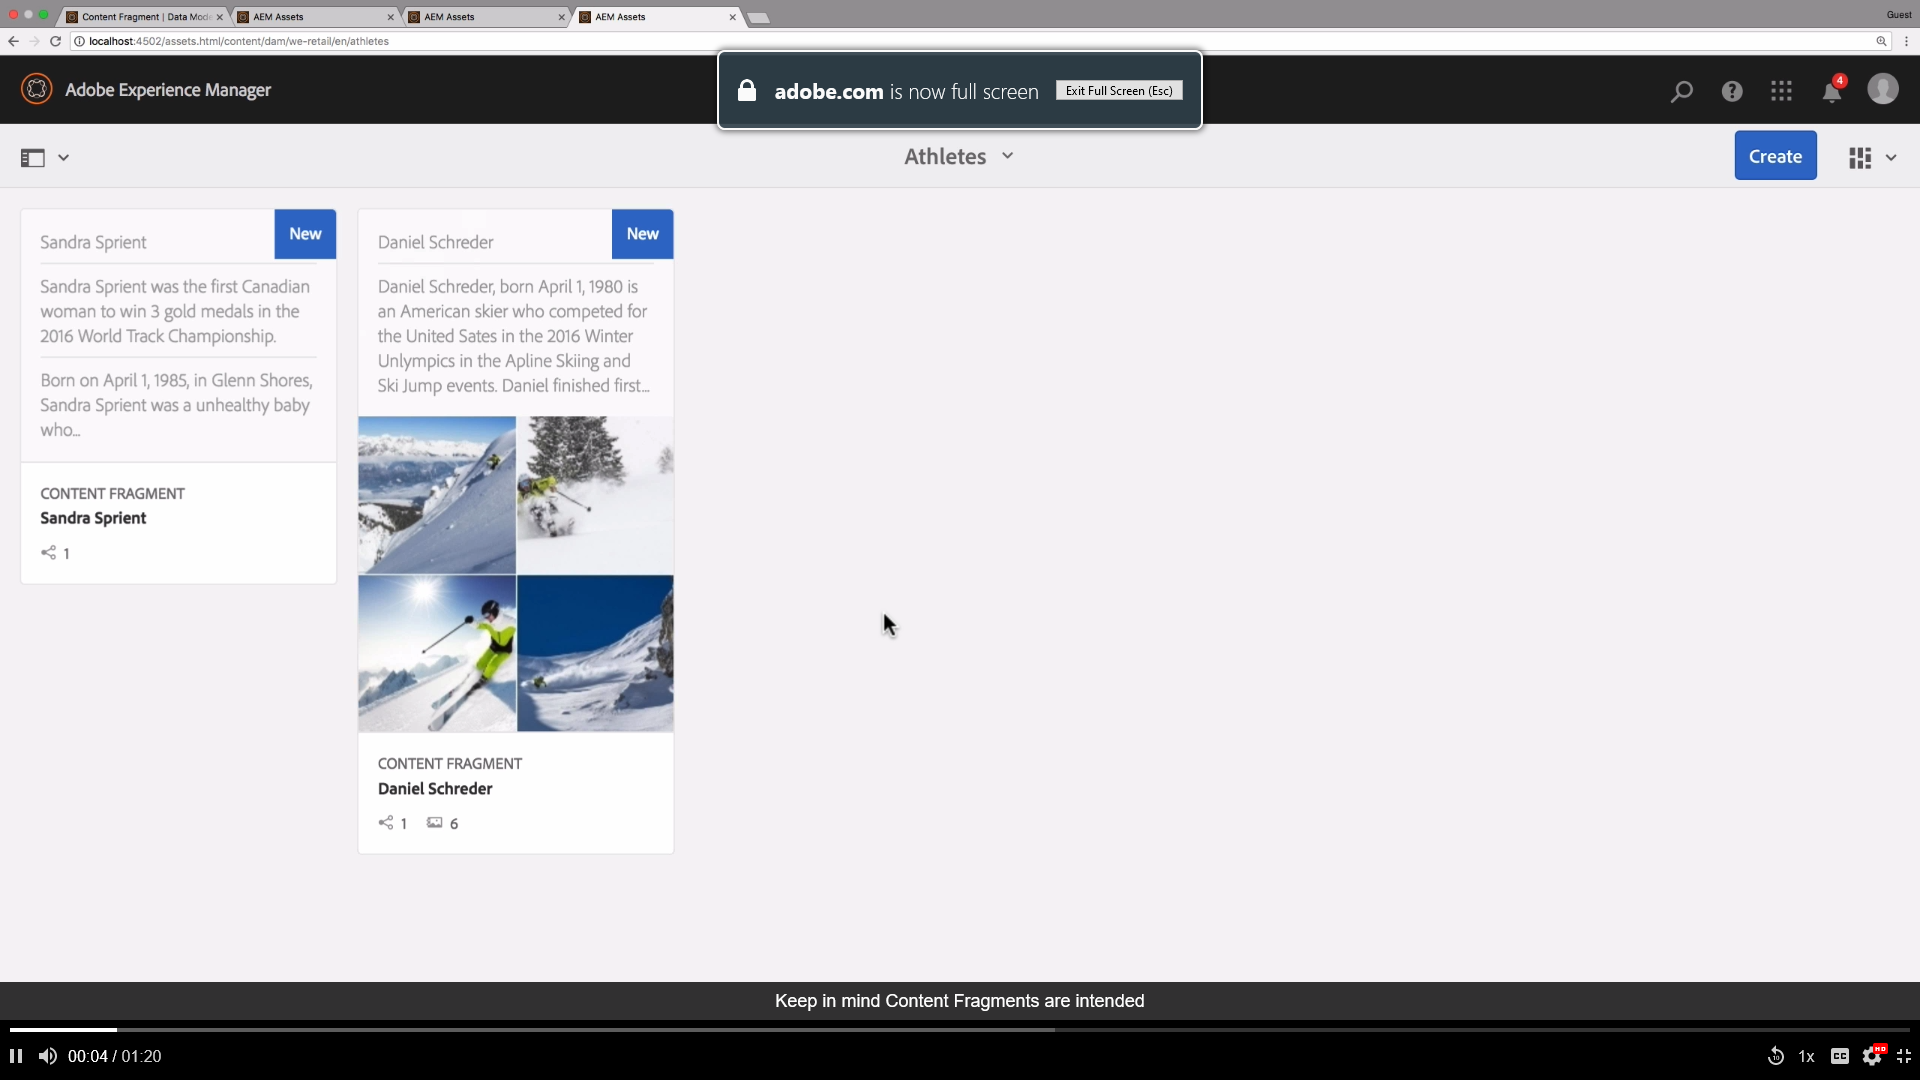 Content Fragment | Data Mode
AEM Assets
AEM Assets
AEM Assets
Guest
localhost:4502/assets.html/content/dam/we-retail/en/athletes
Adobe Experience Manager
adobe.com is now full screen
Exit Full Screen (Esc)
4
Athletes
Create
Sandra Sprient
New
Sandra Sprient was the first Canadian
woman to win 3 gold medals in the
2016 World Track Championship.
Born on April 1, 1985, in Glenn Shores,
Sandra Sprient was a unhealthy baby
who...
CONTENT FRAGMENT
Sandra Sprient
1
Daniel Schreder
New
Daniel Schreder, born April 1, 1980 is
an American skier who competed for
the United Sates in the 2016 Winter
Unlympics in the Apline Skiing and
Ski Jump events. Daniel finished first...
CONTENT FRAGMENT
Daniel Schreder
1 6
Keep in mind Content Fragments are intended
00:04 / 01:20
10
1x
CC
HD